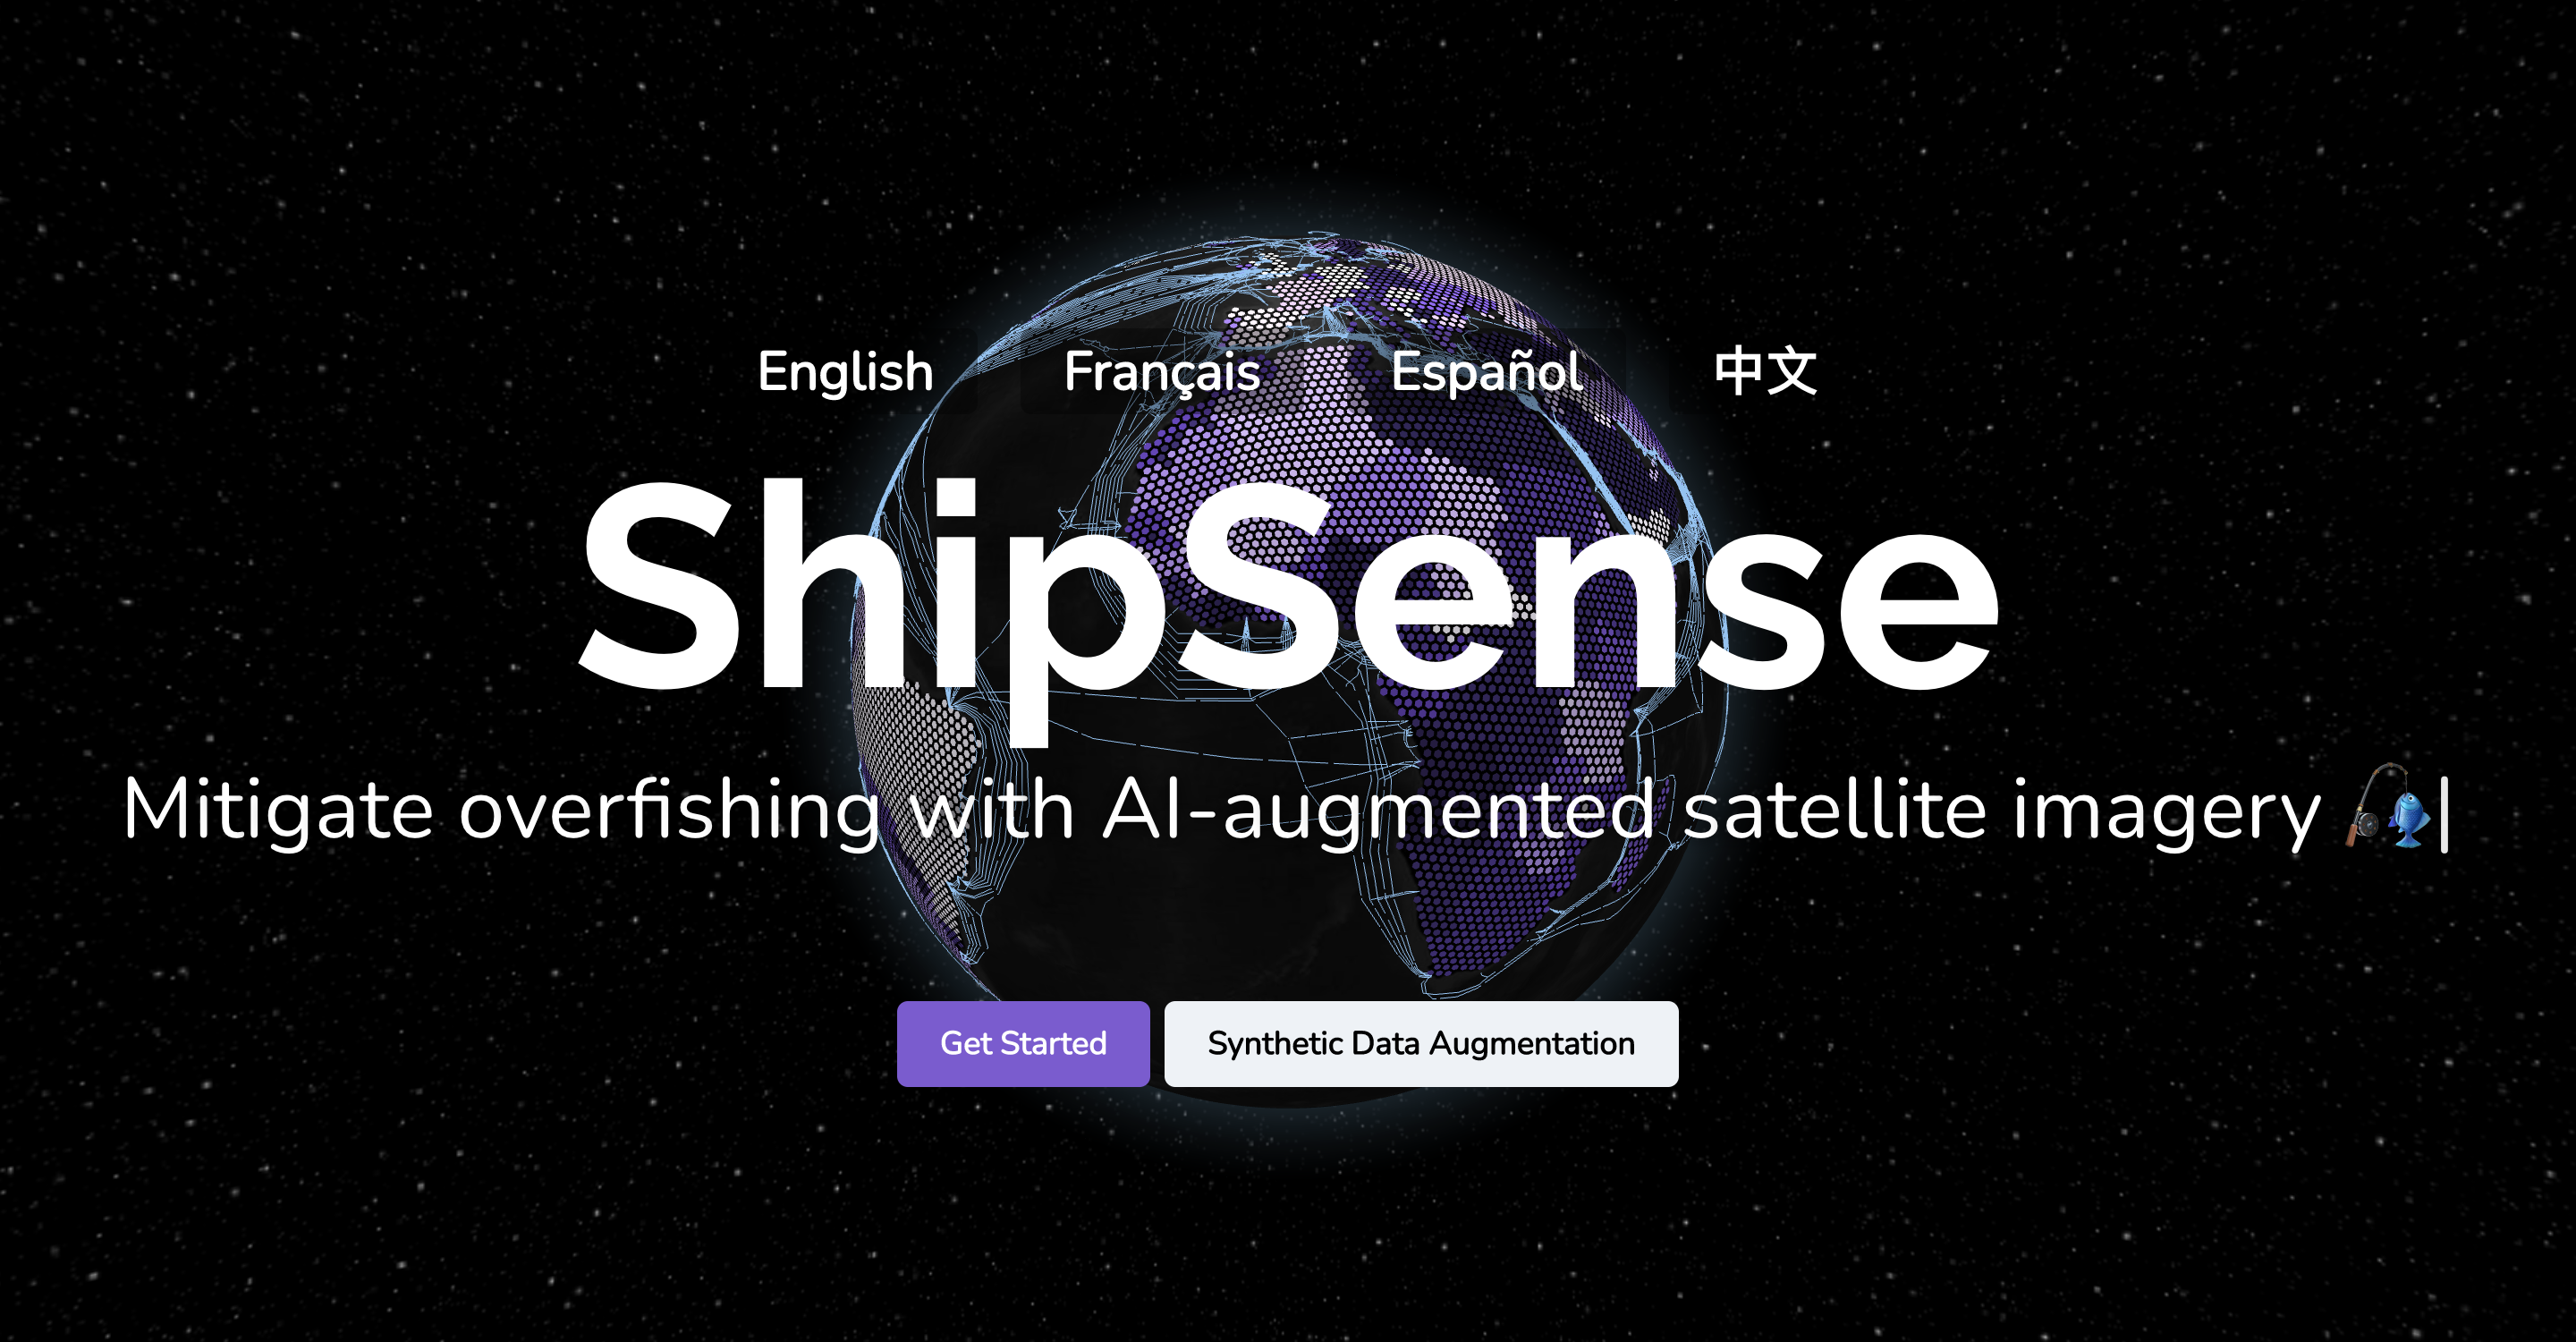 English Français Español 中文
ShipSense
Mitigate overfishing with AI-augmented satellite imagery 🎣|
Get Started Synthetic Data Augmentation